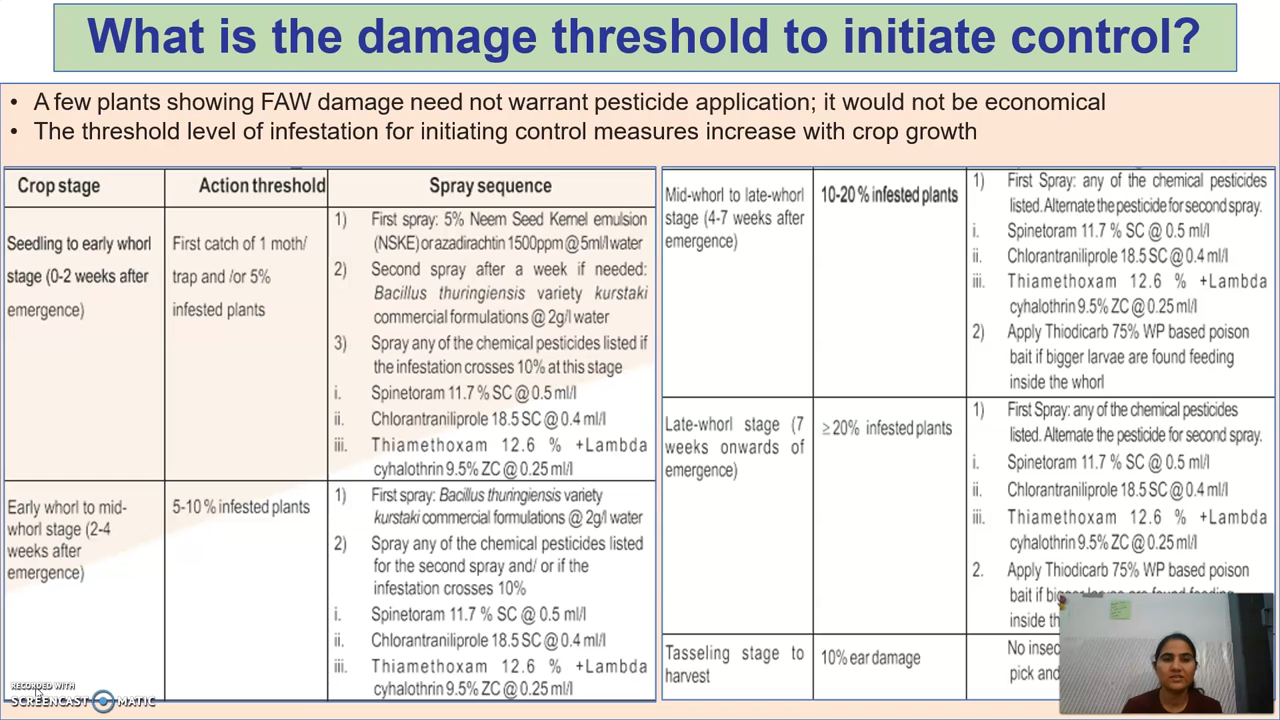 What is the damage threshold to initiate control?
• A few plants showing FAW damage need not warrant pesticide application; it would not be economical
• The threshold level of infestation for initiating control measures increase with crop growth
Crop stage
Action threshold
Spray sequence
Seedling to early whorl
stage (0-2 weeks after
emergence)
First catch of 1 moth/
trap and /or 5%
infested plants
1) First spray: 5% Neem Seed Kernel emulsion
(NSKE) or azadirachtin 1500ppm @ 5ml/l water
2) Second spray after a week if needed:
Bacillus thuringiensis variety kurstaki
commercial formulations @ 2g/l water
3) Spray any of the chemical pesticides listed if
the infestation crosses 10% at this stage
i. Spinetoram 11.7 % SC @ 0.5 ml/l
ii. Chlorantraniliprole 18.5 SC @ 0.4 ml/l
iii. Thiamethoxam 12.6 % +Lambda
cyhalothrin 9.5% ZC @ 0.25 ml/l
Early whorl to mid-
whorl stage (2-4
weeks after
emergence)
5-10 % infested plants
1) First spray: Bacillus thuringiensis variety
kurstaki commercial formulations @ 2g/l water
2) Spray any of the chemical pesticides listed
for the second spray and/ or if the
infestation crosses 10%
i. Spinetoram 11.7 % SC @ 0.5 ml/l
ii. Chlorantraniliprole 18.5 SC @ 0.4 ml/l
iii. Thiamethoxam 12.6 % +Lambda
cyhalothrin 9.5% ZC @ 0.25 ml/l
Mid-whorl to late-whorl
stage (4-7 weeks after
emergence)
10-20 % infested plants
1) First Spray: any of the chemical pesticides
listed. Alternate the pesticide for second spray.
i. Spinetoram 11.7 % SC @ 0.5 ml/l
ii. Chlorantraniliprole 18.5 SC @ 0.4 ml/l
iii. Thiamethoxam 12.6 % +Lambda
cyhalothrin 9.5% ZC @ 0.25 ml/l
2) Apply Thiodicarb 75% WP based poison
bait if bigger larvae are found feeding
inside the whorl
Late-whorl stage (7
weeks onwards of
emergence)
≥ 20% infested plants
1) First Spray: any of the chemical pesticides
listed. Alternate the pesticide for second spray.
i. Spinetoram 11.7 % SC @ 0.5 ml/l
ii. Chlorantraniliprole 18.5 SC @ 0.4 ml/l
iii. Thiamethoxam 12.6 % +Lambda
cyhalothrin 9.5% ZC @ 0.25 ml/l
2. Apply Thiodicarb 75% WP based poison
bait if
inside
Tasseling stage to
harvest
10% ear damage
No
pick and
RECORDED WITH
SCREENCAST MATIC